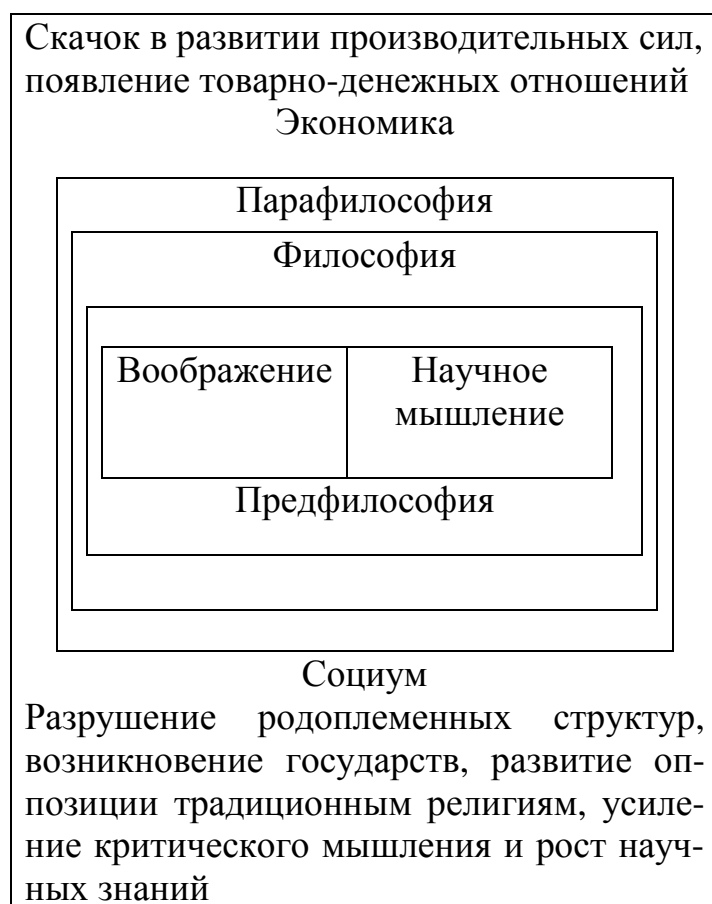 Скачок в развитии производительных сил,
появление товарно-денежных отношений
Экономика
Парафилософия
Философия
Воображение
Научное
мышление
Предфилософия
Социум
Разрушение родоплеменных структур,
возникновение государств, развитие оп-
позиции традиционным религиям, усиле-
ние критического мышления и рост науч-
ных знаний